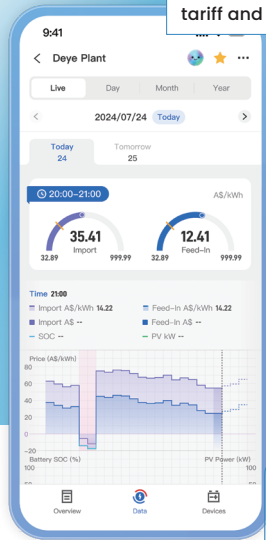 tariff and
9:41
Deye Plant
Live Day Month Year
2024/07/24 Today
Today Tomorrow
24 25
20:00-21:00 A$/kWh
35.41 12.41
Import Feed-In
32.89 999.99 32.89 999.99
Time 21:00
Import A$/kWh 14.22 Feed-In A$/kWh 14.22
Import A$ -- Feed-In A$ --
SOC -- PV kW --
Price (A$/kWh)
80
60
40
20
0
-20
Battery SOC (%) PV Power (kW)
100 100
50
Overview Data Devices